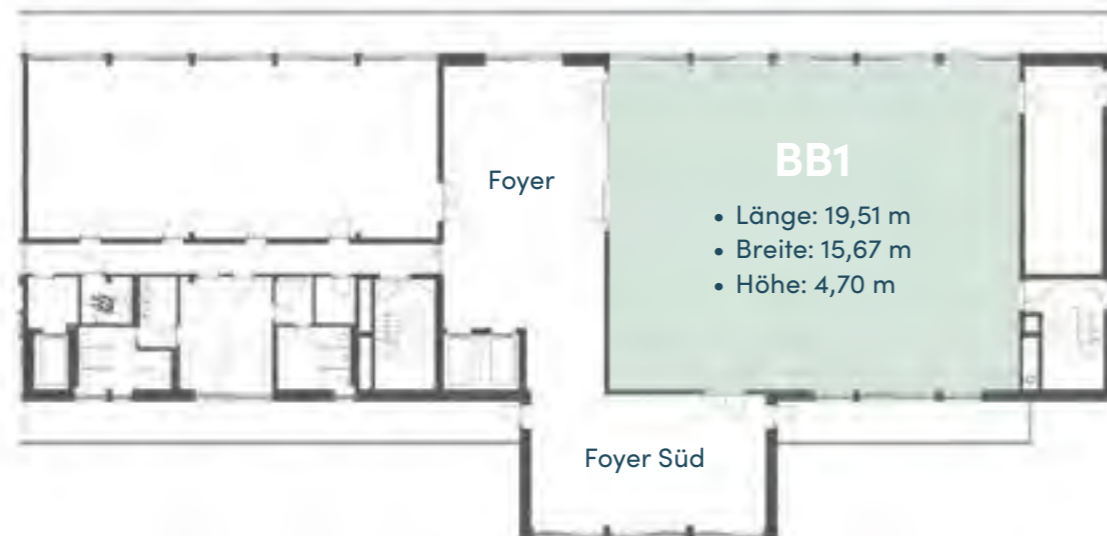 Foyer
BB1
• Länge: 19,51 m
• Breite: 15,67 m
• Höhe: 4,70 m
Foyer Süd